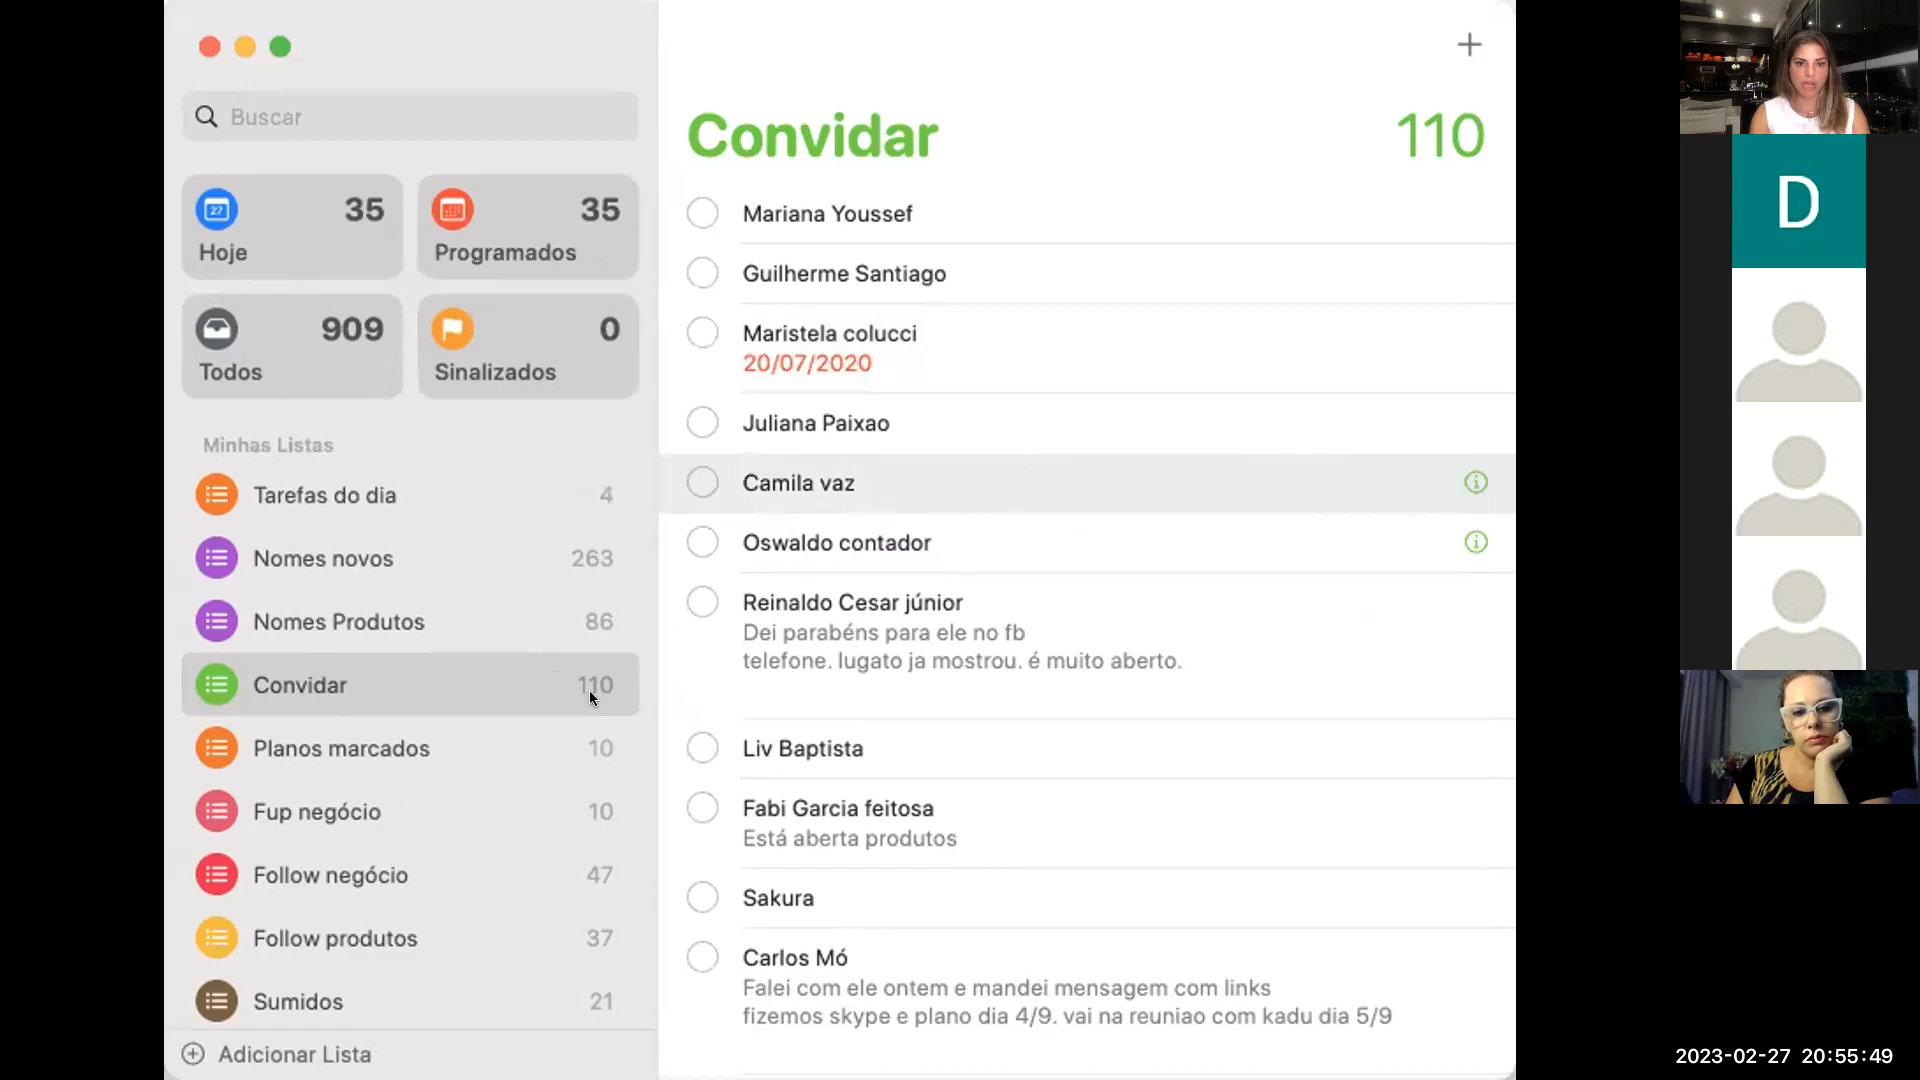 Buscar
35
Hoje
35
Programados
909
Todos
0
Sinalizados
Minhas Listas
Tarefas do dia 4
Nomes novos 263
Nomes Produtos 86
Convidar 110
Planos marcados 10
Fup negócio 10
Follow negócio 47
Follow produtos 37
Sumidos 21
Adicionar Lista
Convidar 110
Mariana Youssef
Guilherme Santiago
Maristela colucci
20/07/2020
Juliana Paixao
Camila vaz
Oswaldo contador
Reinaldo Cesar júnior
Dei parabéns para ele no fb
telefone. lugato ja mostrou. é muito aberto.
Liv Baptista
Fabi Garcia feitosa
Está aberta produtos
Sakura
Carlos Mó
Falei com ele ontem e mandei mensagem com links
fizemos skype e plano dia 4/9. vai na reuniao com kadu dia 5/9
D
2023-02-27 20:55:49